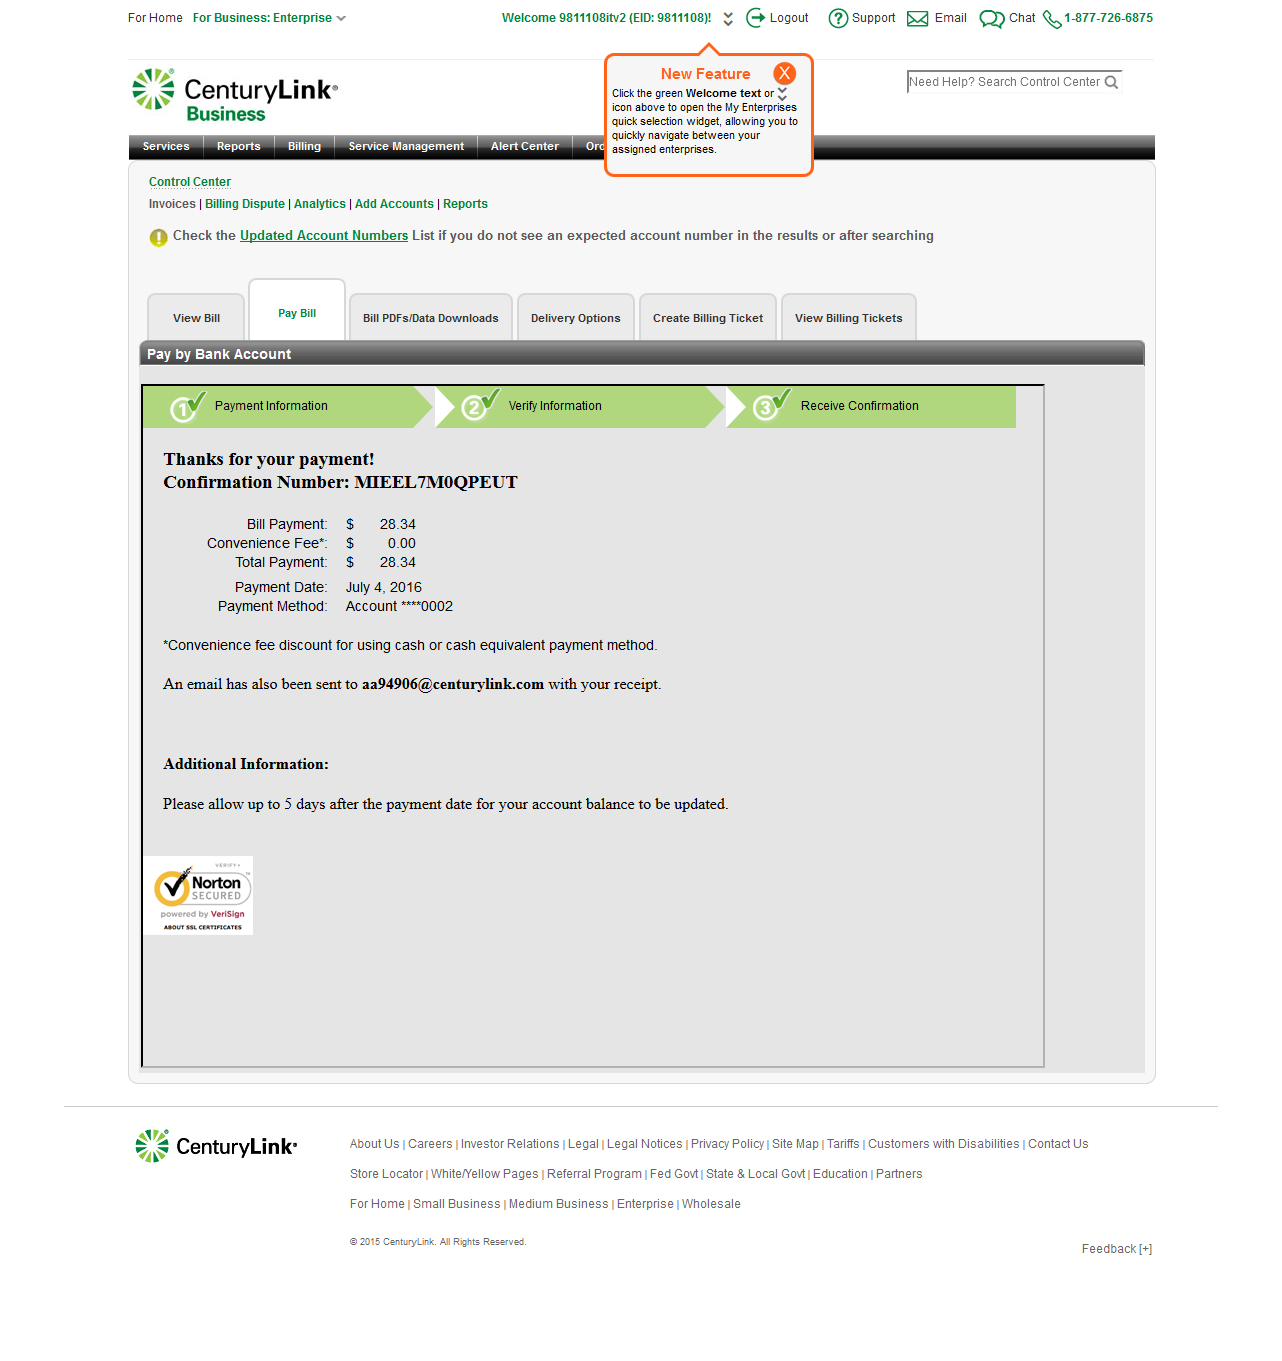 For Home For Business: Enterprise
Welcome 9811108itv2 (EID: 9811108)! Logout Support Email Chat 1-877-726-6875
New Feature X
Click the green Welcome text or
icon above to open the My Enterprises
quick selection widget, allowing you to
quickly navigate between your
assigned enterprises.
CenturyLink®
Business
Need Help? Search Control Center
Services Reports Billing Service Management Alert Center
Control Center
Invoices | Billing Dispute | Analytics | Add Accounts | Reports
Check the Updated Account Numbers List if you do not see an expected account number in the results or after searching
View Bill Pay Bill Bill PDFs/Data Downloads Delivery Options Create Billing Ticket View Billing Tickets
Pay by Bank Account
1 Payment Information 2 Verify Information 3 Receive Confirmation
Thanks for your payment!
Confirmation Number: MIEEL7M0QPEUT
Bill Payment: $ 28.34
Convenience Fee*: $ 0.00
Total Payment: $ 28.34
Payment Date: July 4, 2016
Payment Method: Account ****0002
*Convenience fee discount for using cash or cash equivalent payment method.
An email has also been sent to aa94906@centurylink.com with your receipt.
Additional Information:
Please allow up to 5 days after the payment date for your account balance to be updated.
VERIFY▸
Norton™
SECURED
powered by VeriSign
ABOUT SSL CERTIFICATES
CenturyLink®
About Us | Careers | Investor Relations | Legal | Legal Notices | Privacy Policy | Site Map | Tariffs | Customers with Disabilities | Contact Us
Store Locator | White/Yellow Pages | Referral Program | Fed Govt | State & Local Govt | Education | Partners
For Home | Small Business | Medium Business | Enterprise | Wholesale
© 2015 CenturyLink. All Rights Reserved.
Feedback [+]